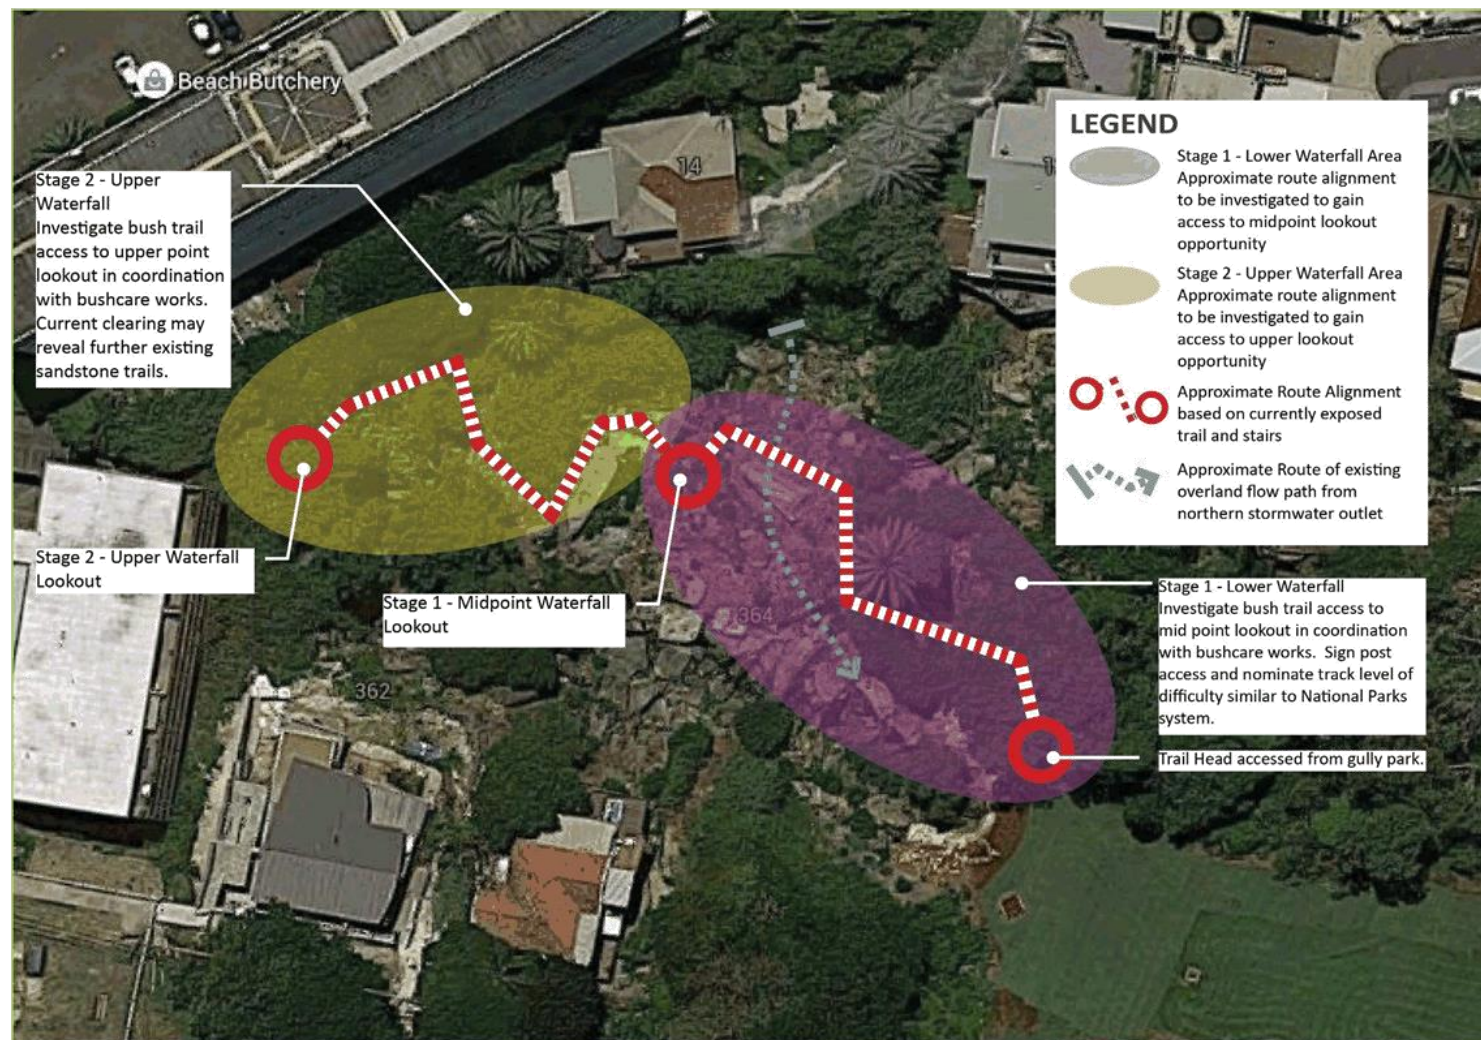 Beach Butchery
14
Stage 2 - Upper
Waterfall
Investigate bush trail
access to upper point
lookout in coordination
with bushcare works.
Current clearing may
reveal further existing
sandstone trails.
LEGEND
Stage 1 - Lower Waterfall Area
Approximate route alignment
to be investigated to gain
access to midpoint lookout
opportunity
Stage 2 - Upper Waterfall Area
Approximate route alignment
to be investigated to gain
access to upper lookout
opportunity
Approximate Route Alignment
based on currently exposed
trail and stairs
Approximate Route of existing
overland flow path from
northern stormwater outlet
Stage 2 - Upper Waterfall
Lookout
Stage 1 - Midpoint Waterfall
Lookout
364
362
Stage 1 - Lower Waterfall
Investigate bush trail access to
mid point lookout in coordination
with bushcare works.  Sign post
access and nominate track level of
difficulty similar to National Parks
system.
Trail Head accessed from gully park.